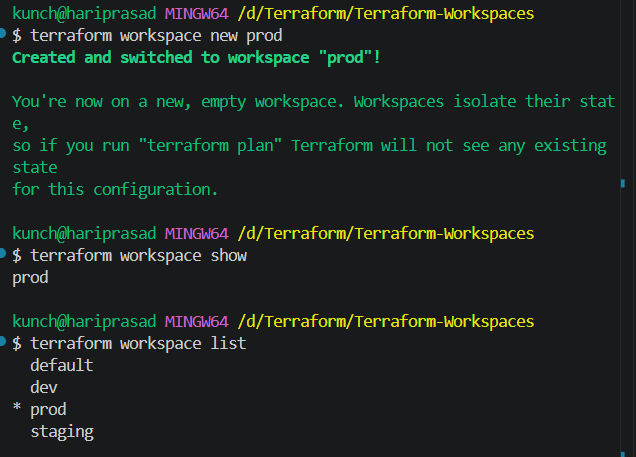 kunch@hariprasad MINGW64 /d/Terraform/Terraform-Workspaces
$ terraform workspace new prod
Created and switched to workspace "prod"!
You're now on a new, empty workspace. Workspaces isolate their stat
e,
so if you run "terraform plan" Terraform will not see any existing
state
for this configuration.
kunch@hariprasad MINGW64 /d/Terraform/Terraform-Workspaces
$ terraform workspace show
prod
kunch@hariprasad MINGW64 /d/Terraform/Terraform-Workspaces
$ terraform workspace list
  default
  dev
* prod
  staging